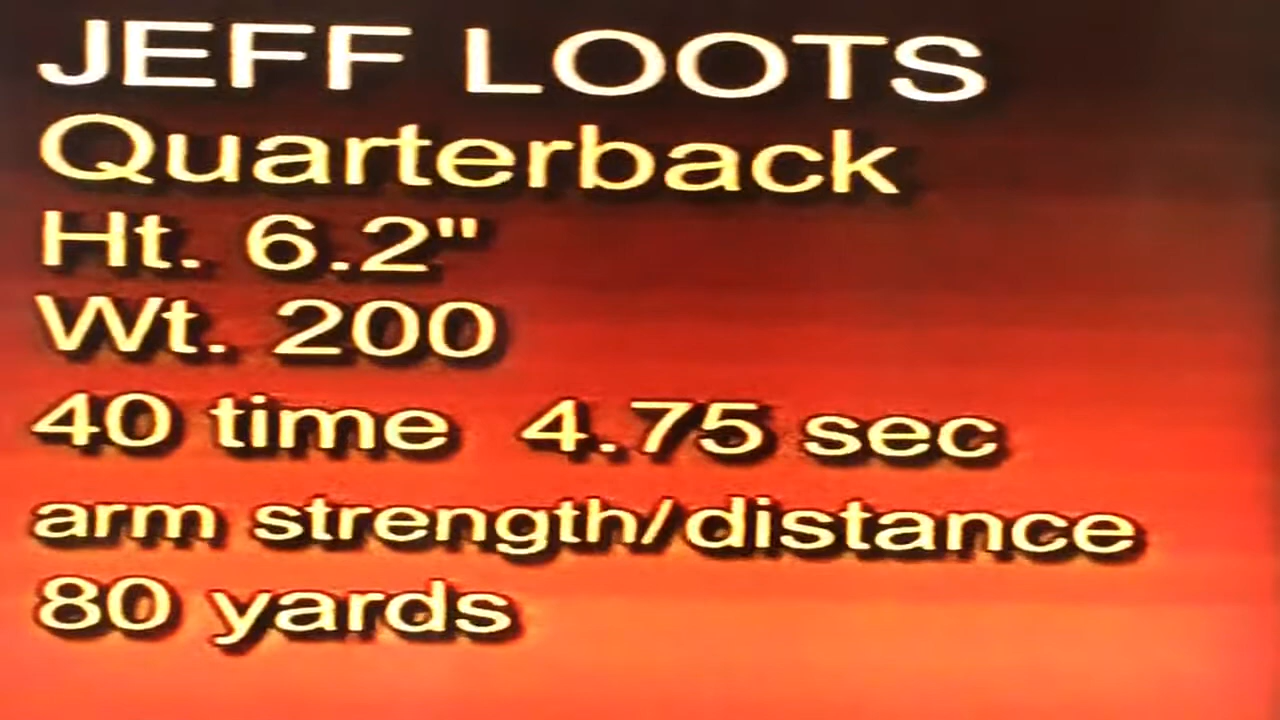 JEFF LOOTS
Quarterback
Ht. 6.2"
Wt. 200
40 time 4.75 sec
arm strength/distance
80 yards